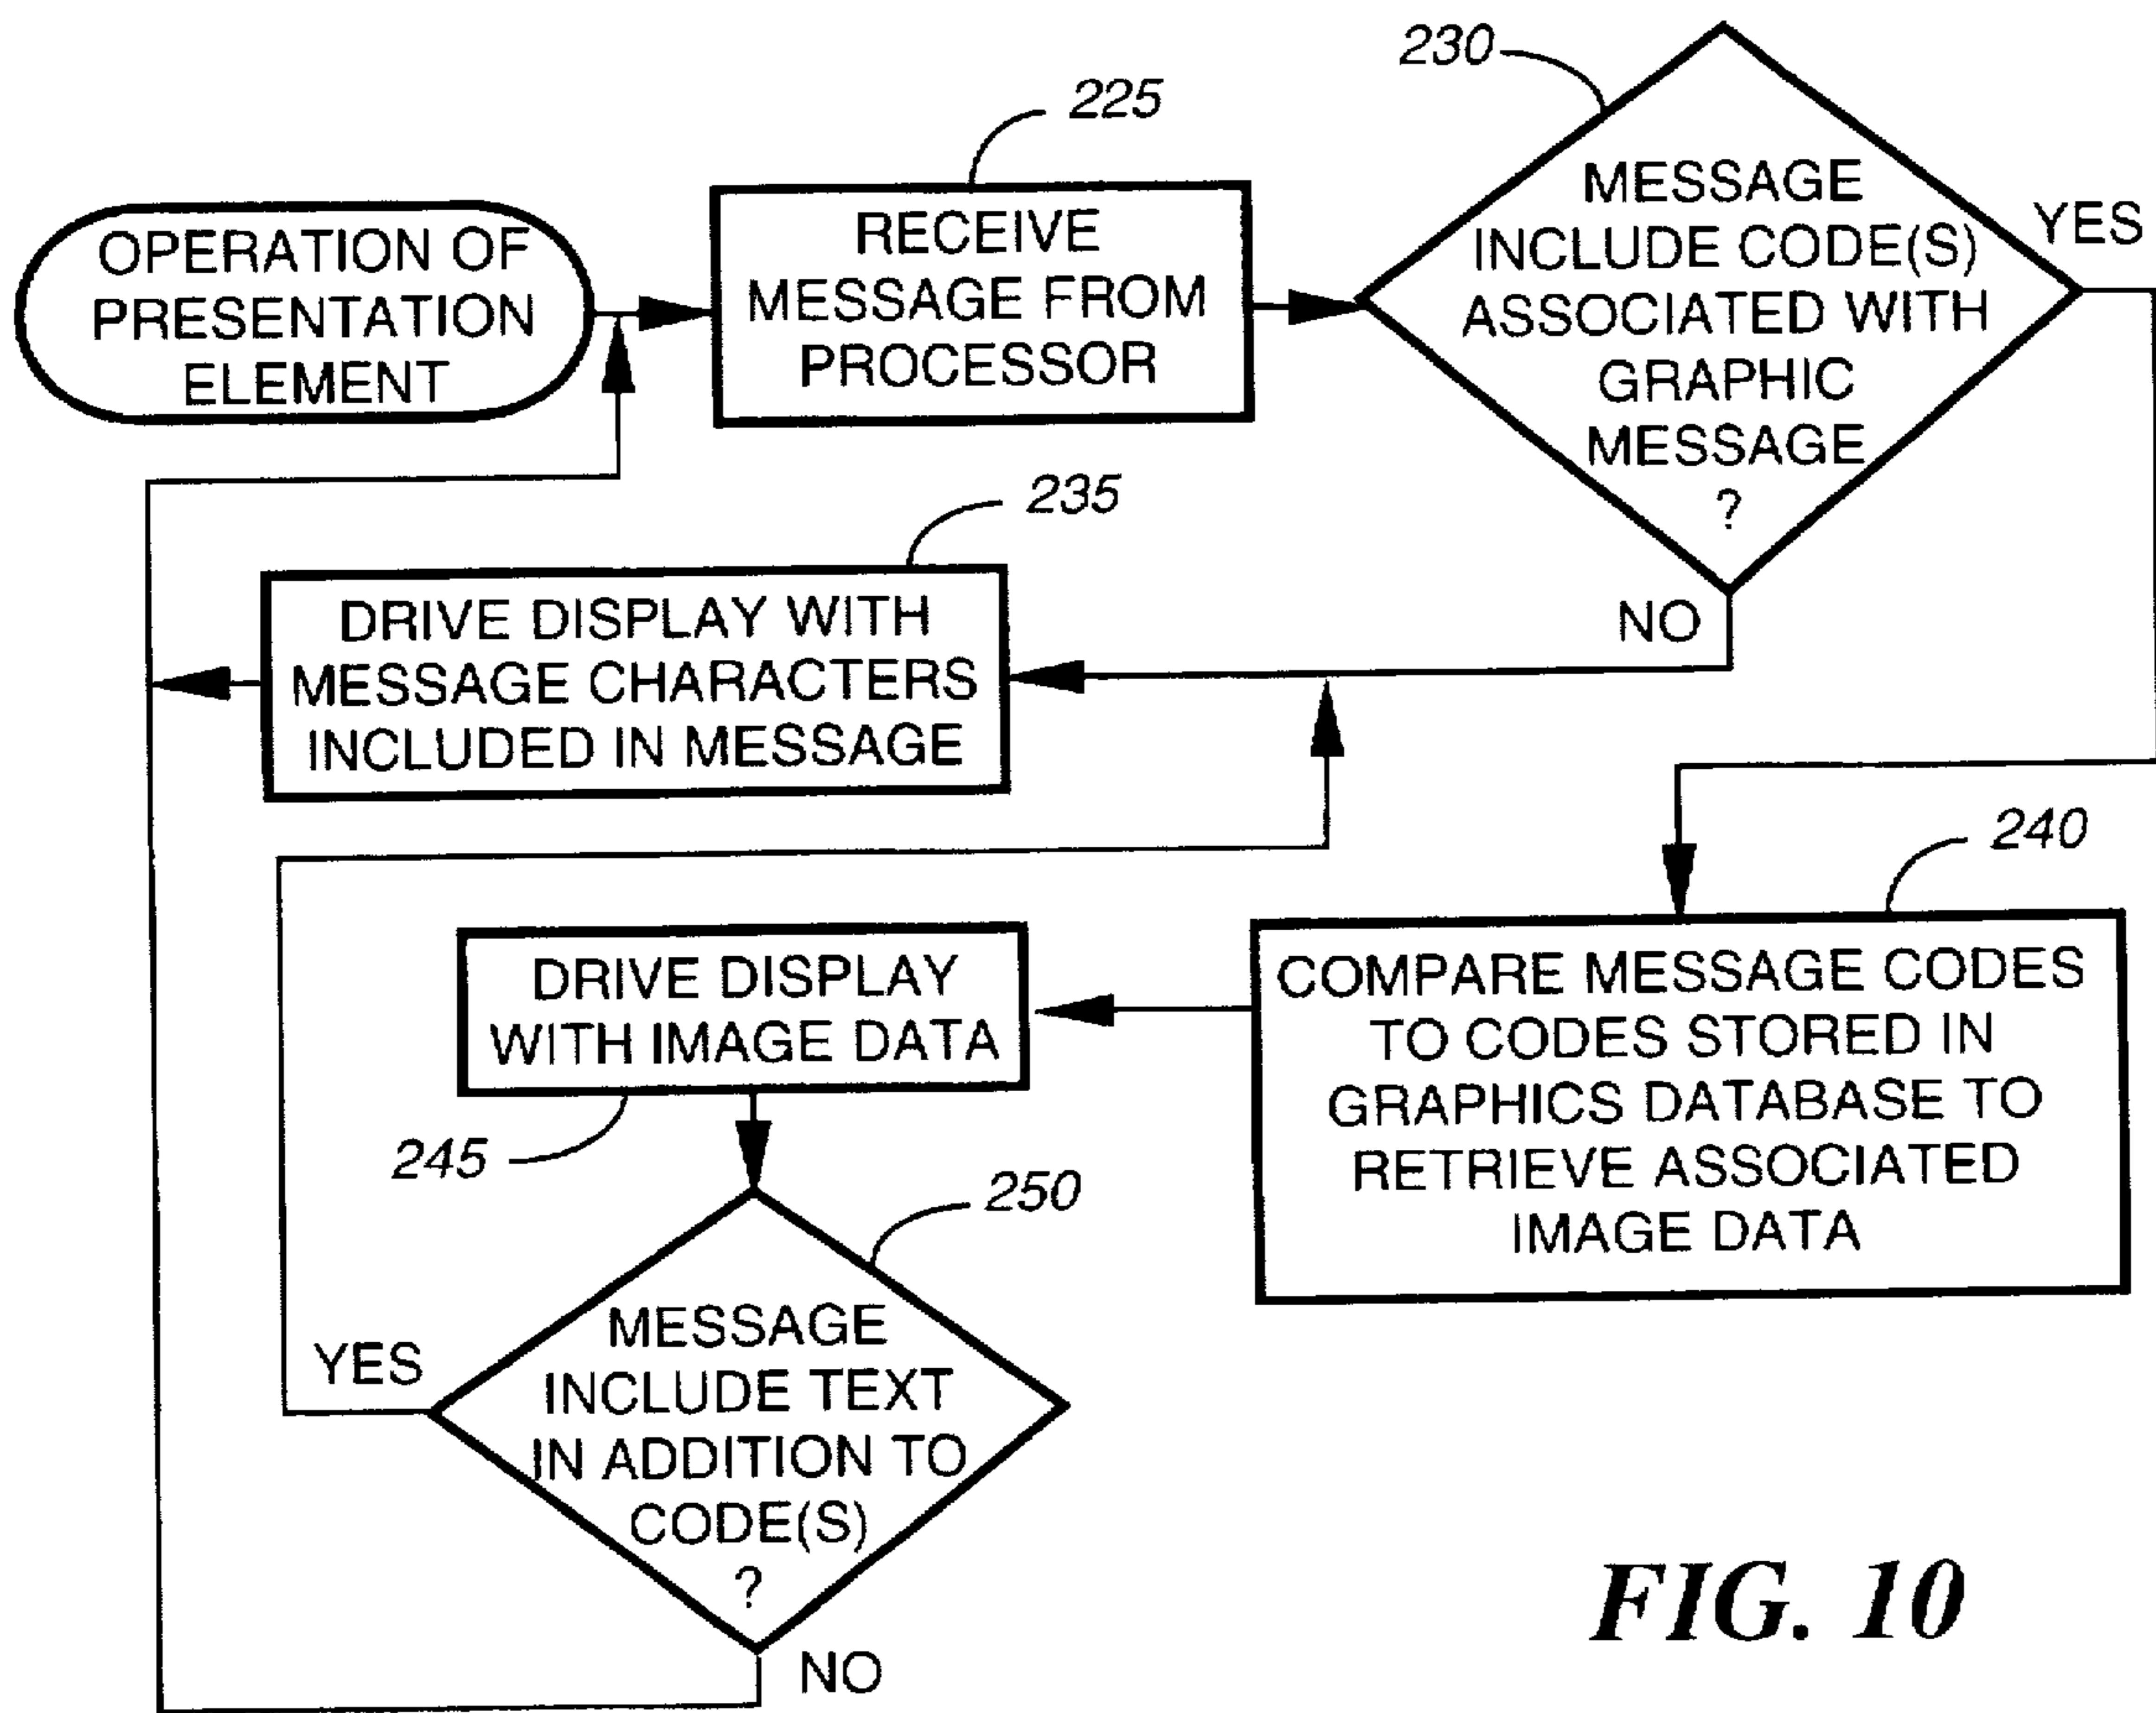 OPERATION OF
PRESENTATION
ELEMENT
225
RECEIVE
MESSAGE FROM
PROCESSOR
230
MESSAGE
INCLUDE CODE(S)
ASSOCIATED WITH
GRAPHIC
MESSAGE
?
YES
NO
235
DRIVE DISPLAY WITH
MESSAGE CHARACTERS
INCLUDED IN MESSAGE
240
COMPARE MESSAGE CODES
TO CODES STORED IN
GRAPHICS DATABASE TO
RETRIEVE ASSOCIATED
IMAGE DATA
DRIVE DISPLAY
WITH IMAGE DATA
245
250
MESSAGE
INCLUDE TEXT
IN ADDITION TO
CODE(S)
?
YES
NO
FIG. 10